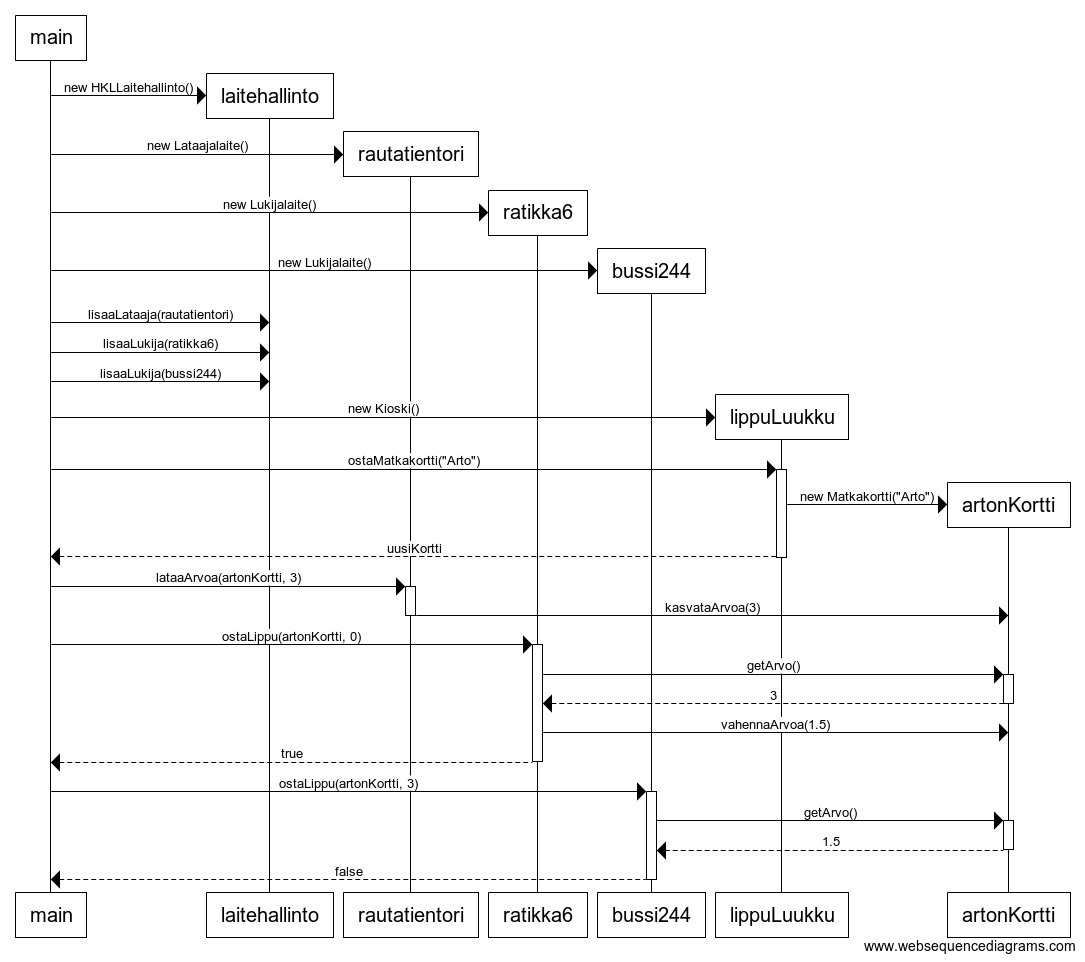 main
new HKLLaitehallinto()
laitehallinto
new Lataajalaite()
rautatientori
new Lukijalaite()
ratikka6
new Lukijalaite()
bussi244
lisaaLataaja(rautatientori)
lisaaLukija(ratikka6)
lisaaLukija(bussi244)
new Kioski()
lippuLuukku
ostaMatkakortti("Arto")
new Matkakortti("Arto")
artonKortti
uusiKortti
lataaArvoa(artonKortti, 3)
kasvataArvoa(3)
ostaLippu(artonKortti, 0)
getArvo()
3
vahennaArvoa(1.5)
true
ostaLippu(artonKortti, 3)
getArvo()
1.5
false
main
laitehallinto
rautatientori
ratikka6
bussi244
lippuLuukku
artonKortti
www.websequencediagrams.com